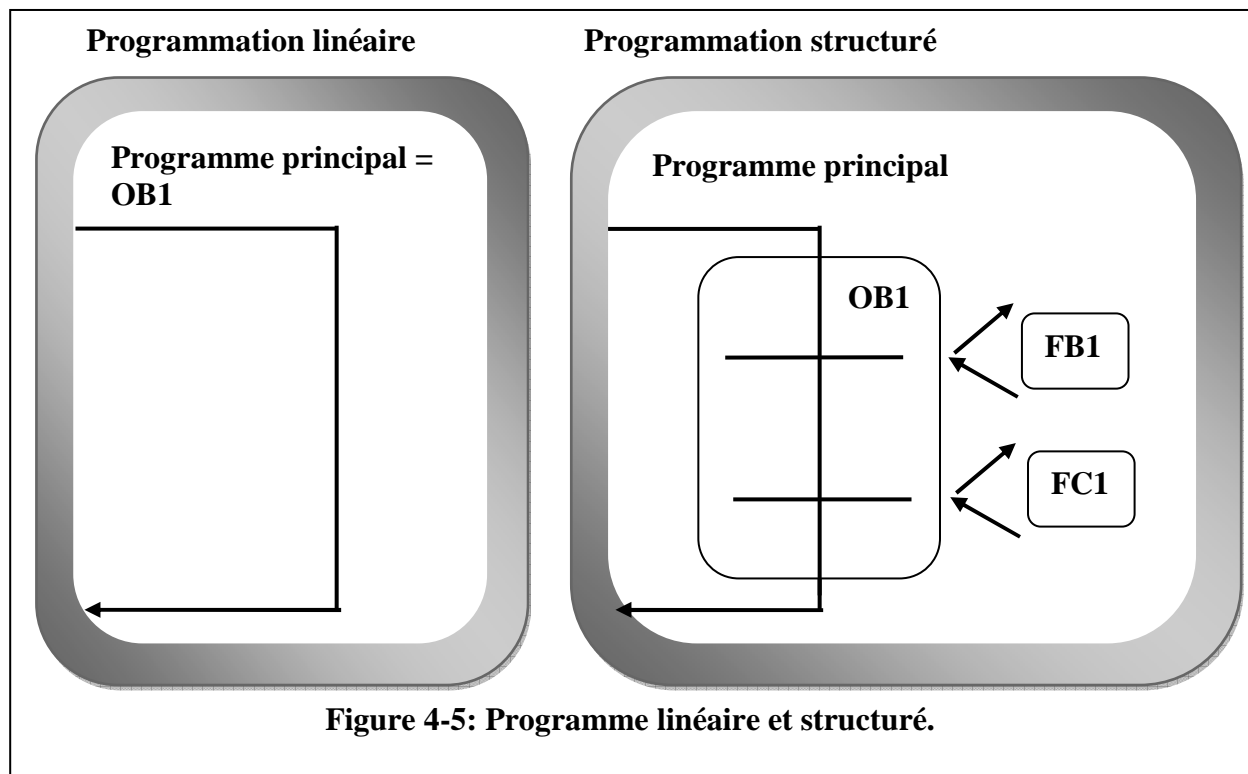 Programmation linéaire
Programmation structuré
Programme principal =
OB1
Programme principal
OB1
FB1
FC1
Figure 4-5: Programme linéaire et structuré.